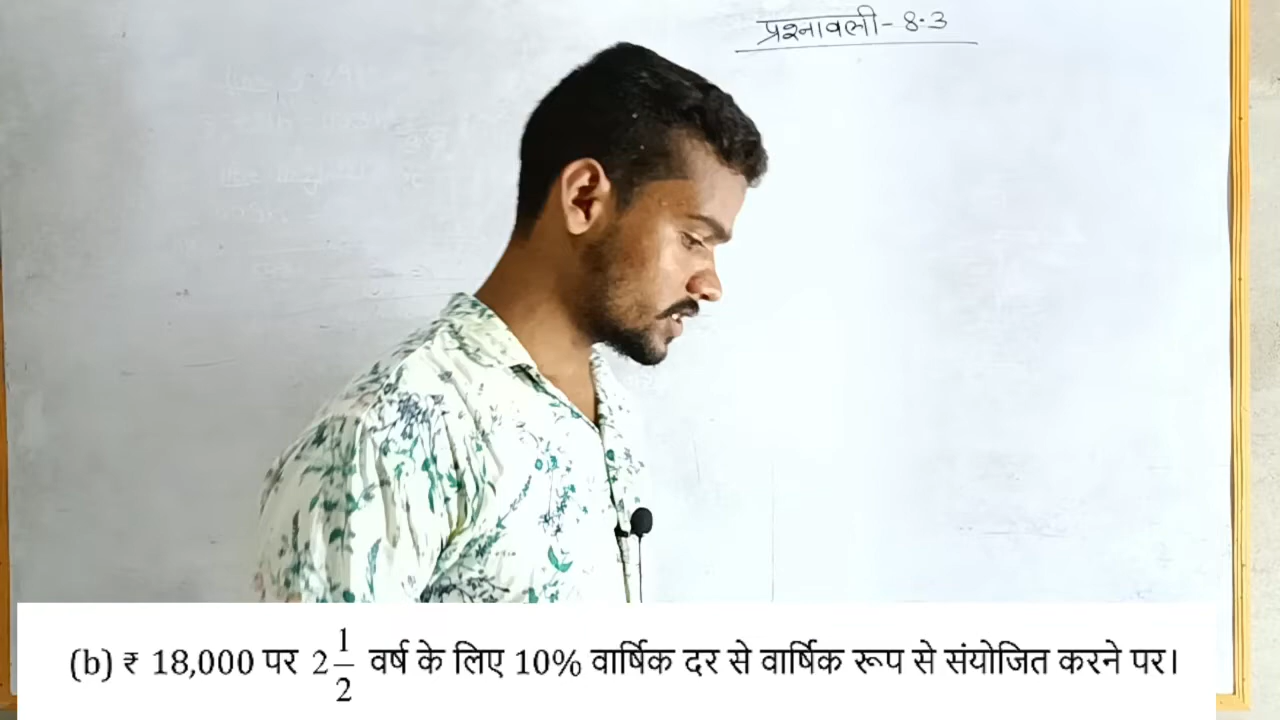 प्रश्नावली - 8.3
(b) ₹ 18,000 पर 2 1/2 वर्ष के लिए 10% वार्षिक दर से वार्षिक रूप से संयोजित करने पर।